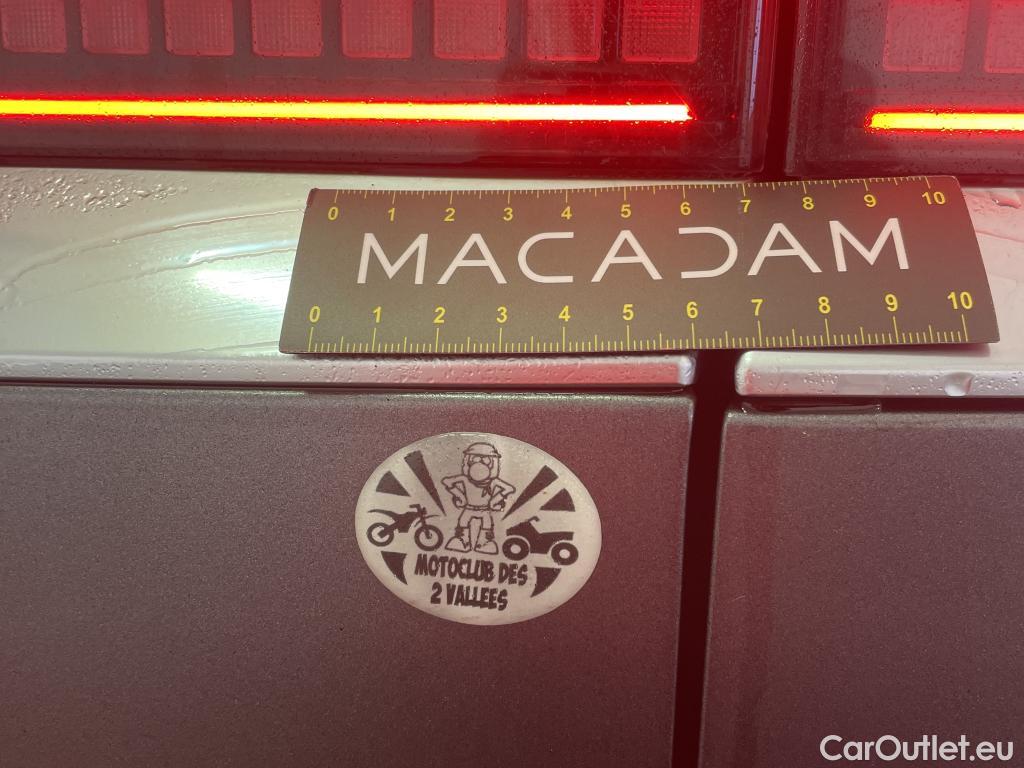 0 1 2 3 4 5 6 7 8 9 10
MACADAM
0 1 2 3 4 5 6 7 8 9 10
MOTOCLUB DES
2 VALLEES
CarOutlet.eu